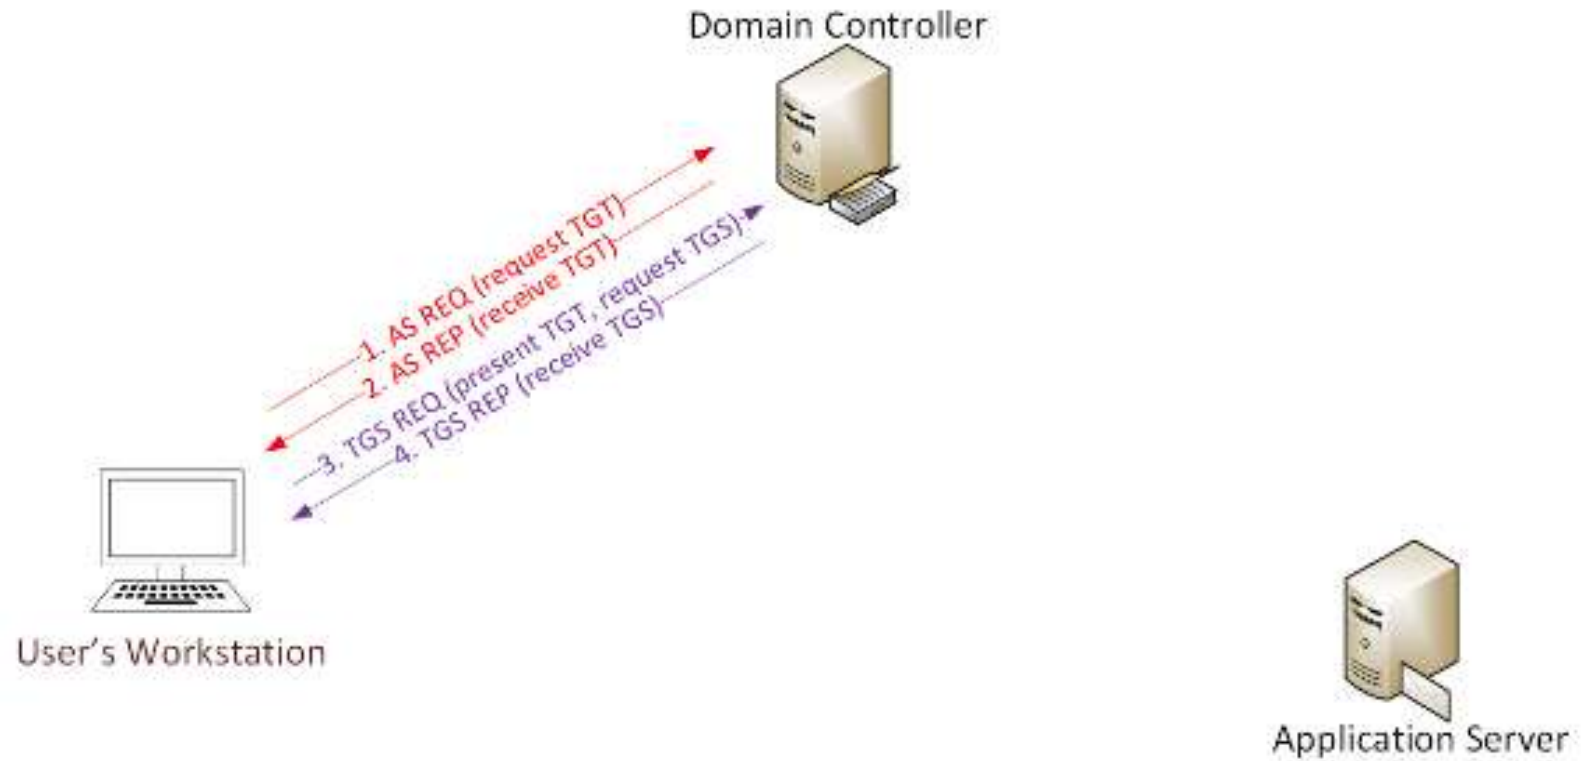 Domain Controller
1. AS REQ (request TGT)
2. AS REP (receive TGT)
3. TGS REQ (present TGT, request TGS)
4. TGS REP (receive TGS)
User's Workstation
Application Server